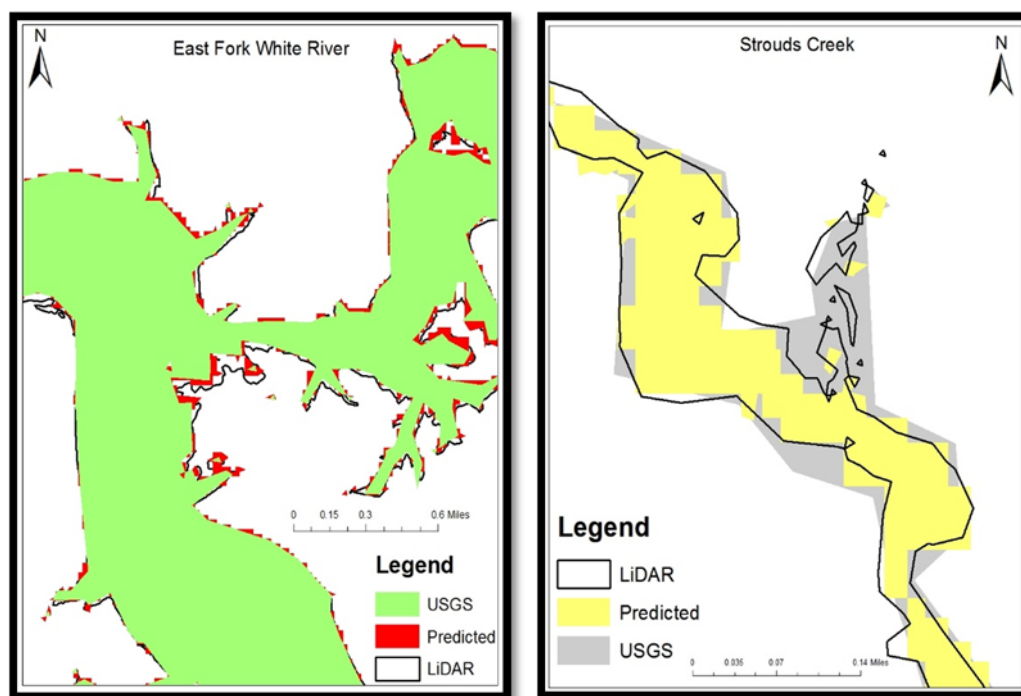 N
East Fork White River
0 0.15 0.3 0.6 Miles
Legend
USGS
Predicted
LiDAR
Strouds Creek
N
Legend
LiDAR
Predicted
USGS
0 0.035 0.07 0.14 Miles